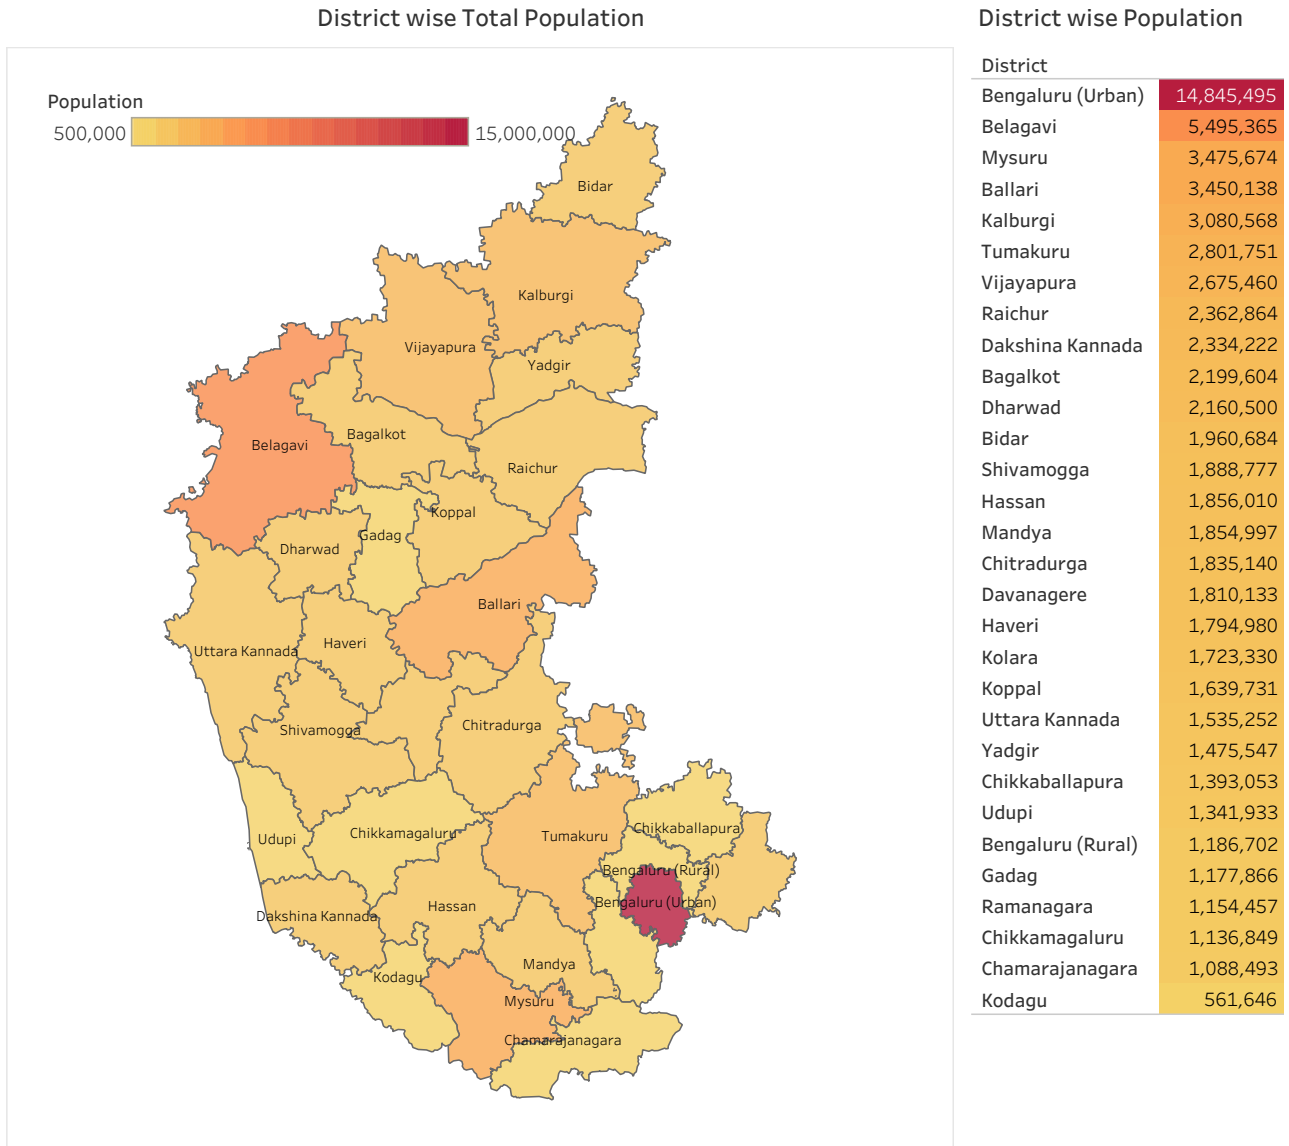 District wise Total Population
Population
500,000
15,000,000
Bidar
Kalburgi
Vijayapura
Yadgir
Bagalkot
Belagavi
Raichur
Koppal
Gadag
Dharwad
Ballari
Haveri
Uttara Kannada
Chitradurga
Shivamogga
Chikkaballapura
Chikkamagaluru
Tumakuru
Udupi
Bengaluru (Rural)
Bengaluru (Urban)
Hassan
Dakshina Kannada
Mandya
Kodagu
Mysuru
Chamarajanagara
District wise Population
District
Bengaluru (Urban) 14,845,495
Belagavi 5,495,365
Mysuru 3,475,674
Ballari 3,450,138
Kalburgi 3,080,568
Tumakuru 2,801,751
Vijayapura 2,675,460
Raichur 2,362,864
Dakshina Kannada 2,334,222
Bagalkot 2,199,604
Dharwad 2,160,500
Bidar 1,960,684
Shivamogga 1,888,777
Hassan 1,856,010
Mandya 1,854,997
Chitradurga 1,835,140
Davanagere 1,810,133
Haveri 1,794,980
Kolara 1,723,330
Koppal 1,639,731
Uttara Kannada 1,535,252
Yadgir 1,475,547
Chikkaballapura 1,393,053
Udupi 1,341,933
Bengaluru (Rural) 1,186,702
Gadag 1,177,866
Ramanagara 1,154,457
Chikkamagaluru 1,136,849
Chamarajanagara 1,088,493
Kodagu 561,646